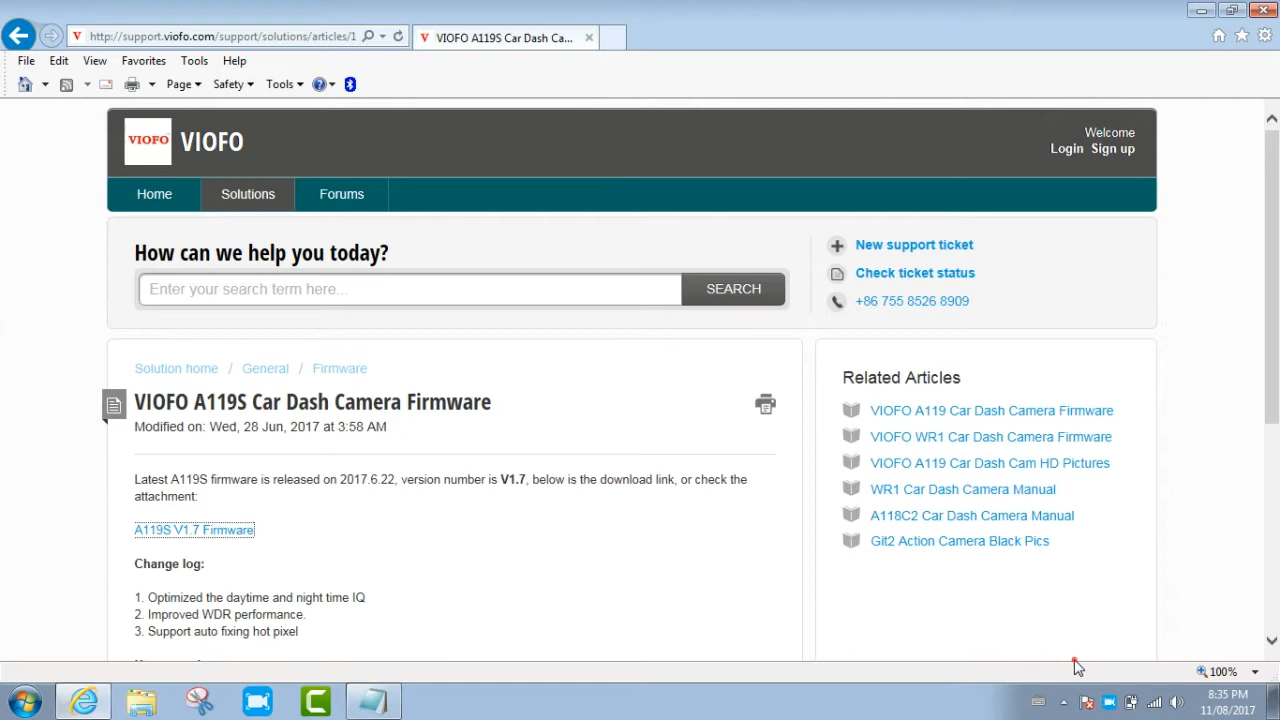 http://support.viofo.com/support/solutions/articles/1
VIOFO A119S Car Dash Ca...
File Edit View Favorites Tools Help
Page Safety Tools
VIOFO VIOFO
Welcome
Login Sign up
Home Solutions Forums
How can we help you today?
Enter your search term here...
SEARCH
New support ticket
Check ticket status
+86 755 8526 8909
Solution home / General / Firmware
VIOFO A119S Car Dash Camera Firmware
Modified on: Wed, 28 Jun, 2017 at 3:58 AM
Latest A119S firmware is released on 2017.6.22, version number is V1.7, below is the download link, or check the
attachment:
A119S V1.7 Firmware
Change log:
1. Optimized the daytime and night time IQ
2. Improved WDR performance.
3. Support auto fixing hot pixel
Related Articles
VIOFO A119 Car Dash Camera Firmware
VIOFO WR1 Car Dash Camera Firmware
VIOFO A119 Car Dash Cam HD Pictures
WR1 Car Dash Camera Manual
A118C2 Car Dash Camera Manual
Git2 Action Camera Black Pics
100%
8:35 PM
11/08/2017